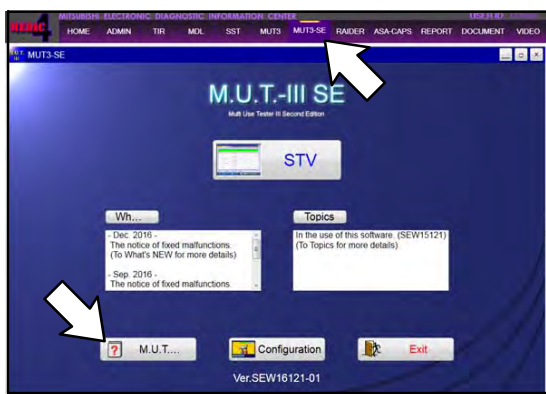 MITSUBISHI ELECTRONIC DIAGNOSTIC INFORMATION CENTER
MEDIC 4
HOME ADMIN TIR MDL SST MUT3 MUT3-SE RAIDER ASA-CAPS REPORT DOCUMENT VIDEO
MUT3-SE
M.U.T.-III SE
Multi Use Tester III Second Edition
STV
Wh...
Topics
- Dec. 2016 -
The notice of fixed malfunctions.
(To What's NEW for more details)
- Sep. 2016 -
The notice of fixed malfunctions
In the use of this software. (SEW15121)
(To Topics for more details)
M.U.T....
Configuration
Exit
Ver.SEW16121-01